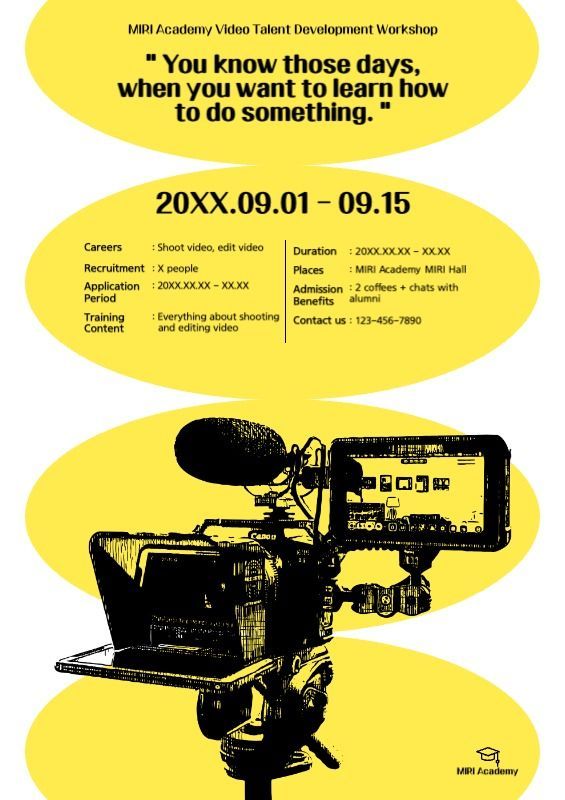 MIRI Academy Video Talent Development Workshop
" You know those days,
when you want to learn how
to do something. "
20XX.09.01 - 09.15
Careers : Shoot video, edit video
Recruitment : X people
Application Period : 20XX.XX.XX - XX.XX
Training Content : Everything about shooting
and editing video
Duration : 20XX.XX.XX - XX.XX
Places : MIRI Academy MIRI Hall
Admission Benefits : 2 coffees + chats with
alumni
Contact us : 123-456-7890
Canon
MIRI Academy